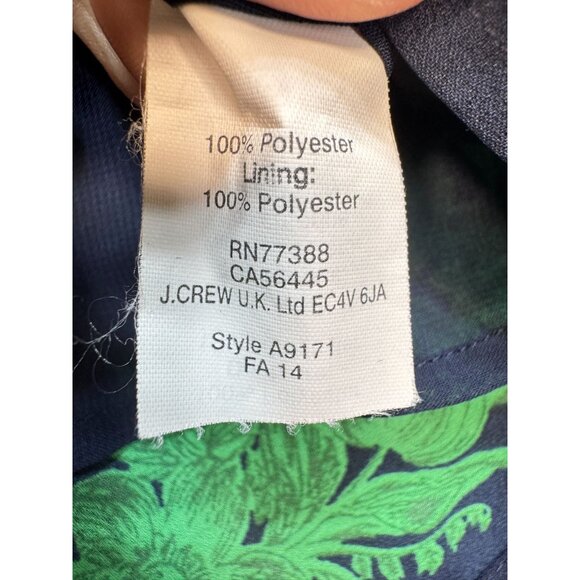 100% Polyester
Lining:
100% Polyester
RN77388
CA56445
J.CREW U.K. Ltd EC4V 6JA
Style A9171
FA 14